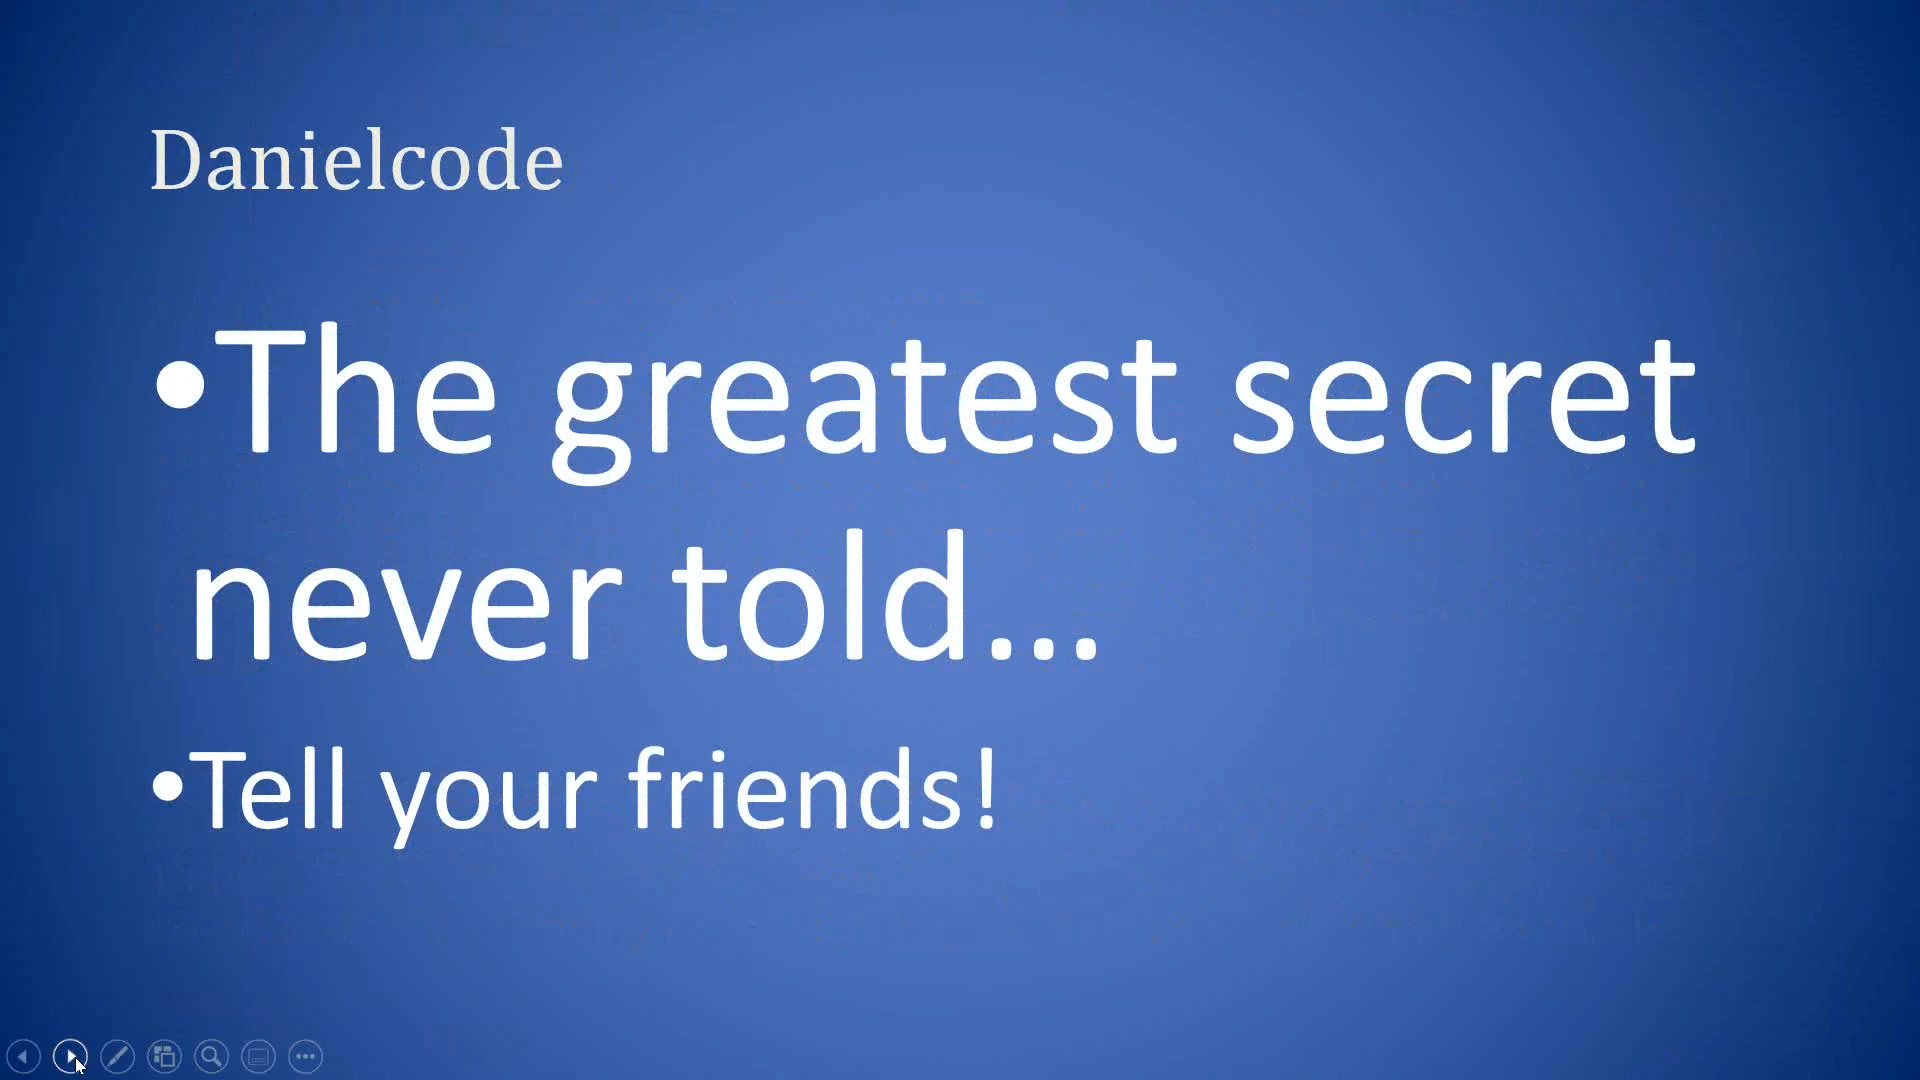 Danielcode
•The greatest secret
never told...
•Tell your friends!